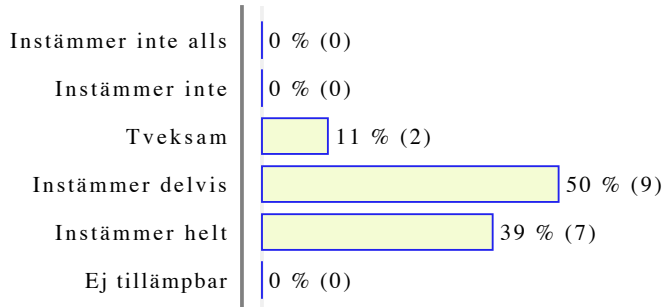 Instämmer inte alls 0 % (0)
Instämmer inte 0 % (0)
Tveksam 11 % (2)
Instämmer delvis 50 % (9)
Instämmer helt 39 % (7)
Ej tillämpbar 0 % (0)